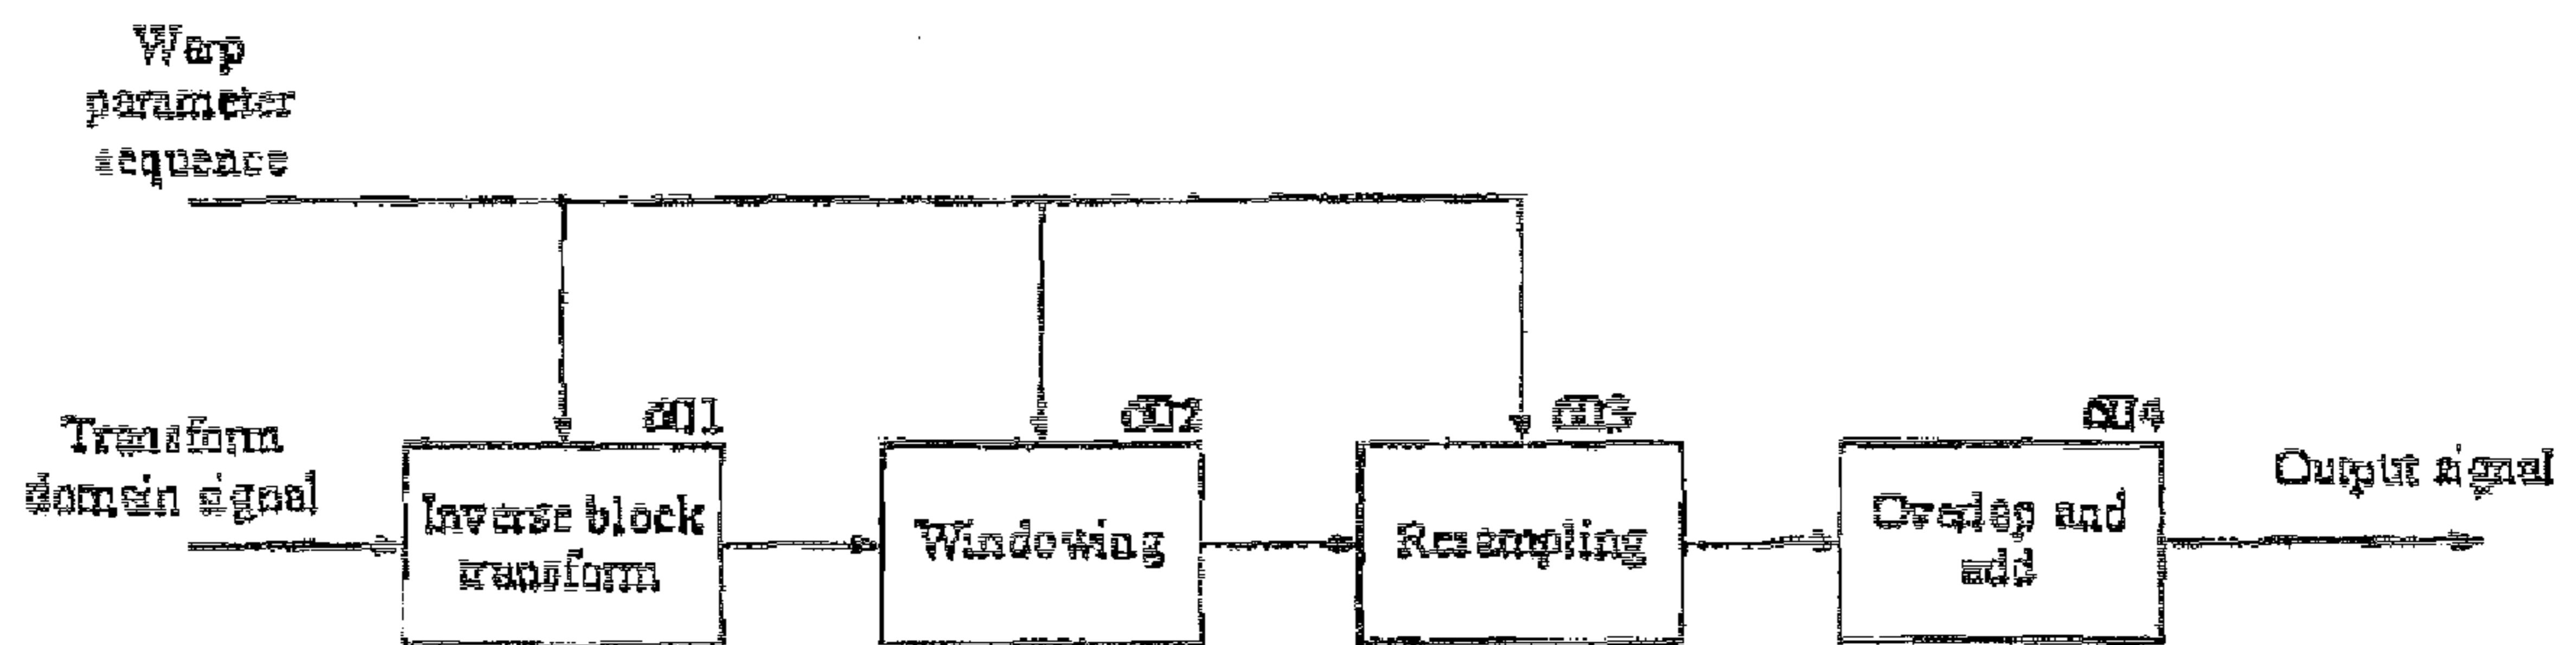 Warp
parameter
sequence
Transform
domain signal
Inverse block
transform
Windowing
Resampling
Overlap and
add
Output signal